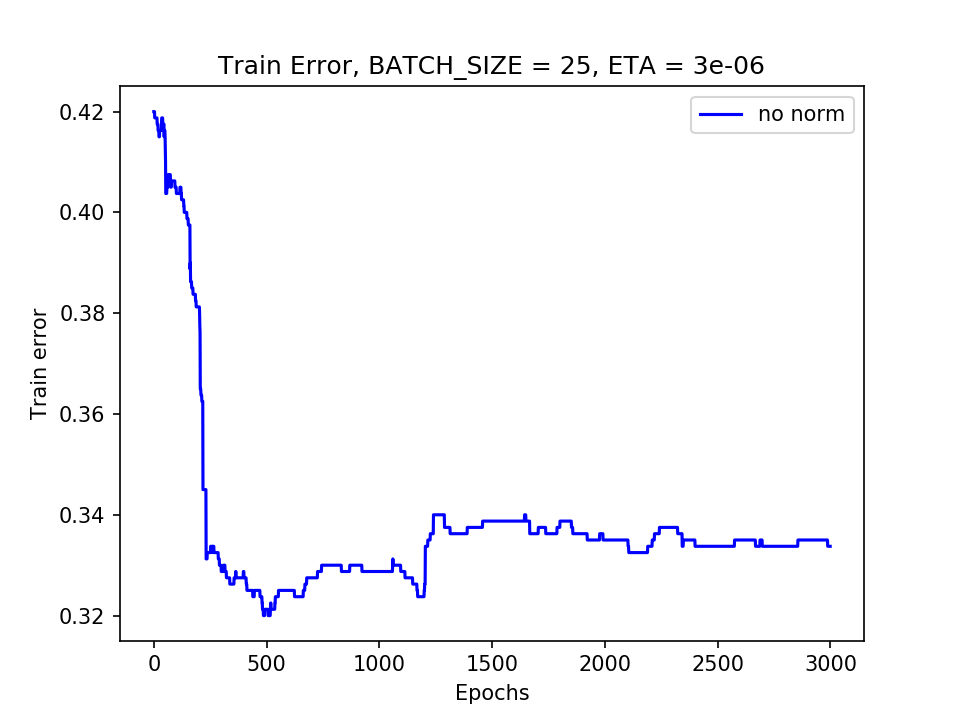 Train Error, BATCH_SIZE = 25, ETA = 3e-06
no norm
Train error
0.42
0.40
0.38
0.36
0.34
0.32
0 500 1000 1500 2000 2500 3000
Epochs